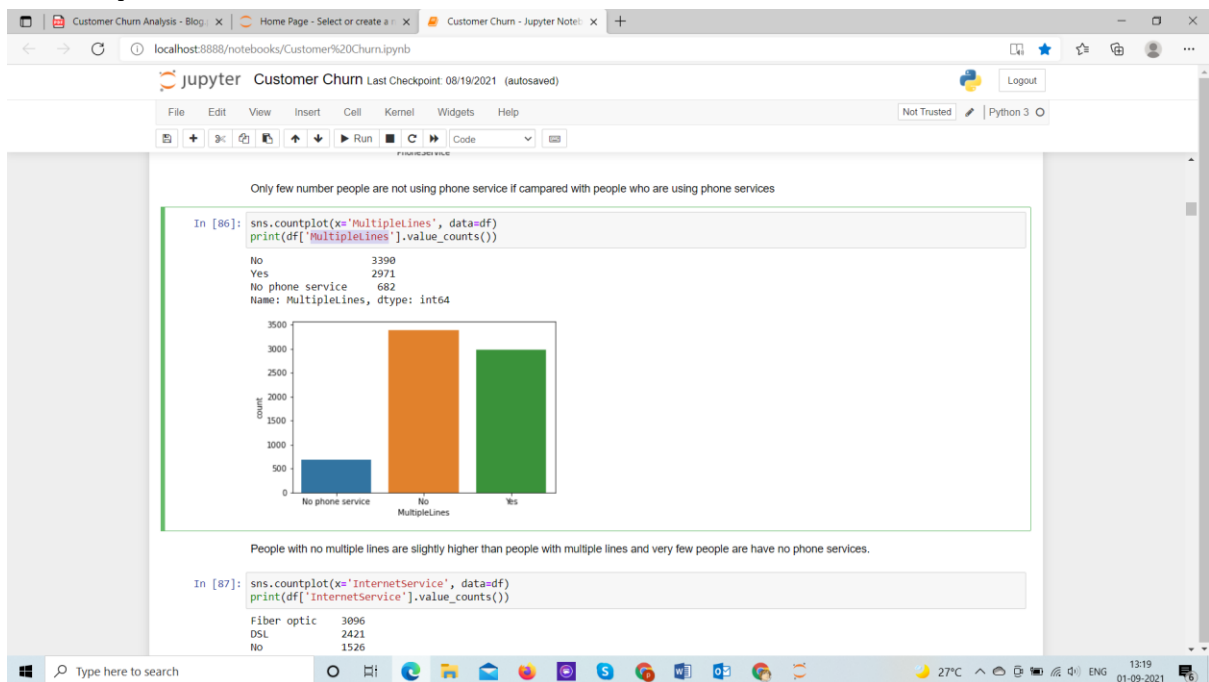 Customer Churn Analysis - Blog.
Home Page - Select or create a n
Customer Churn - Jupyter Noteb
localhost:8888/notebooks/Customer%20Churn.ipynb
jupyter Customer Churn Last Checkpoint: 08/19/2021 (autosaved)
Logout
File Edit View Insert Cell Kernel Widgets Help
Not Trusted Python 3
Run Code
PhoneService
Only few number people are not using phone service if campared with people who are using phone services
In [86]: sns.countplot(x='MultipleLines', data=df)
print(df['MultipleLines'].value_counts())
No 3390
Yes 2971
No phone service 682
Name: MultipleLines, dtype: int64
3500
3000
2500
2000
1500
1000
500
0
count
No phone service No Yes
MultipleLines
People with no multiple lines are slightly higher than people with multiple lines and very few people are have no phone services.
In [87]: sns.countplot(x='InternetService', data=df)
print(df['InternetService'].value_counts())
Fiber optic 3096
DSL 2421
No 1526
Type here to search
27°C ENG 13:19
01-09-2021
6